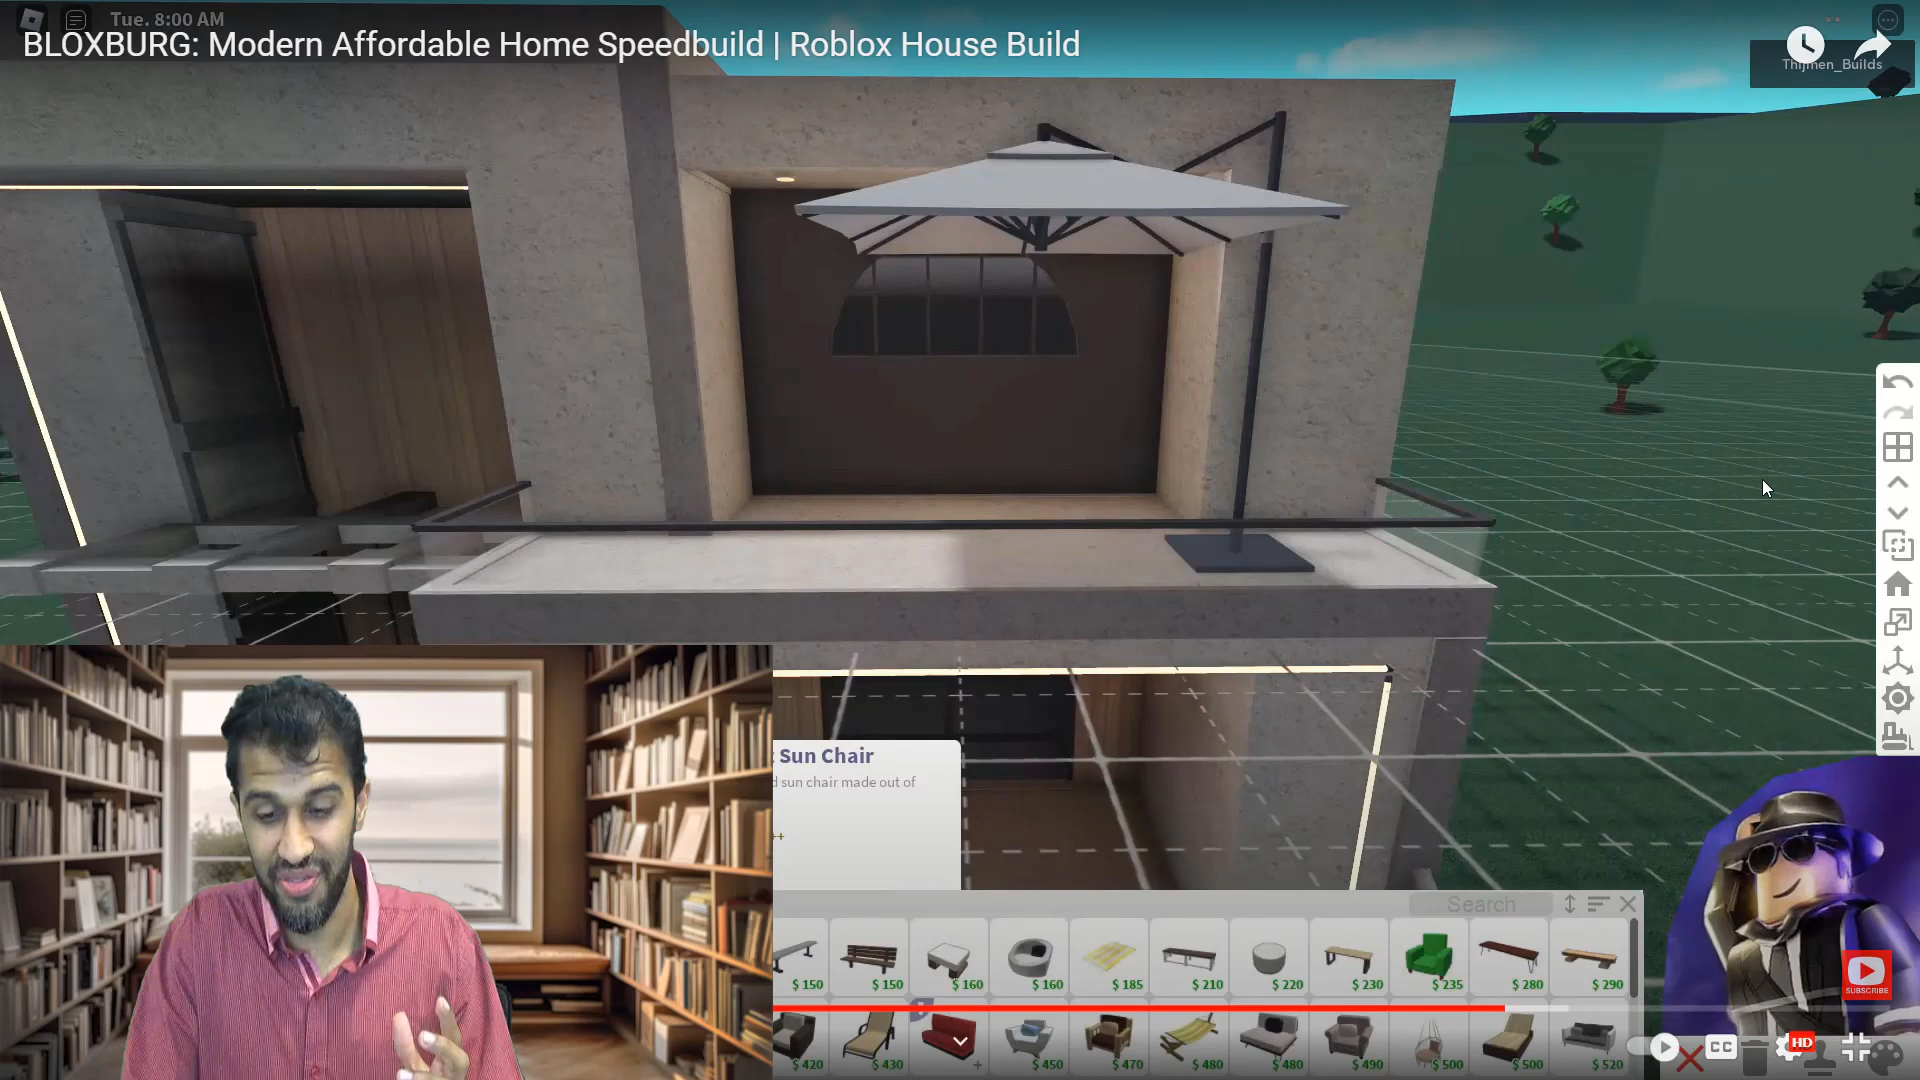 Tue. 8:00 AM
BLOXBURG: Modern Affordable Home Speedbuild | Roblox House Build
Thijmen_Builds
Sun Chair
sun chair made out of
Search
$ 150
$ 150
$ 160
$ 160
$ 185
$ 210
$ 220
$ 230
$ 235
$ 280
$ 290
$ 420
$ 430
$ 450
$ 470
$ 480
$ 480
$ 490
$ 500
$ 500
$ 520
SUBSCRIBE
CC
HD